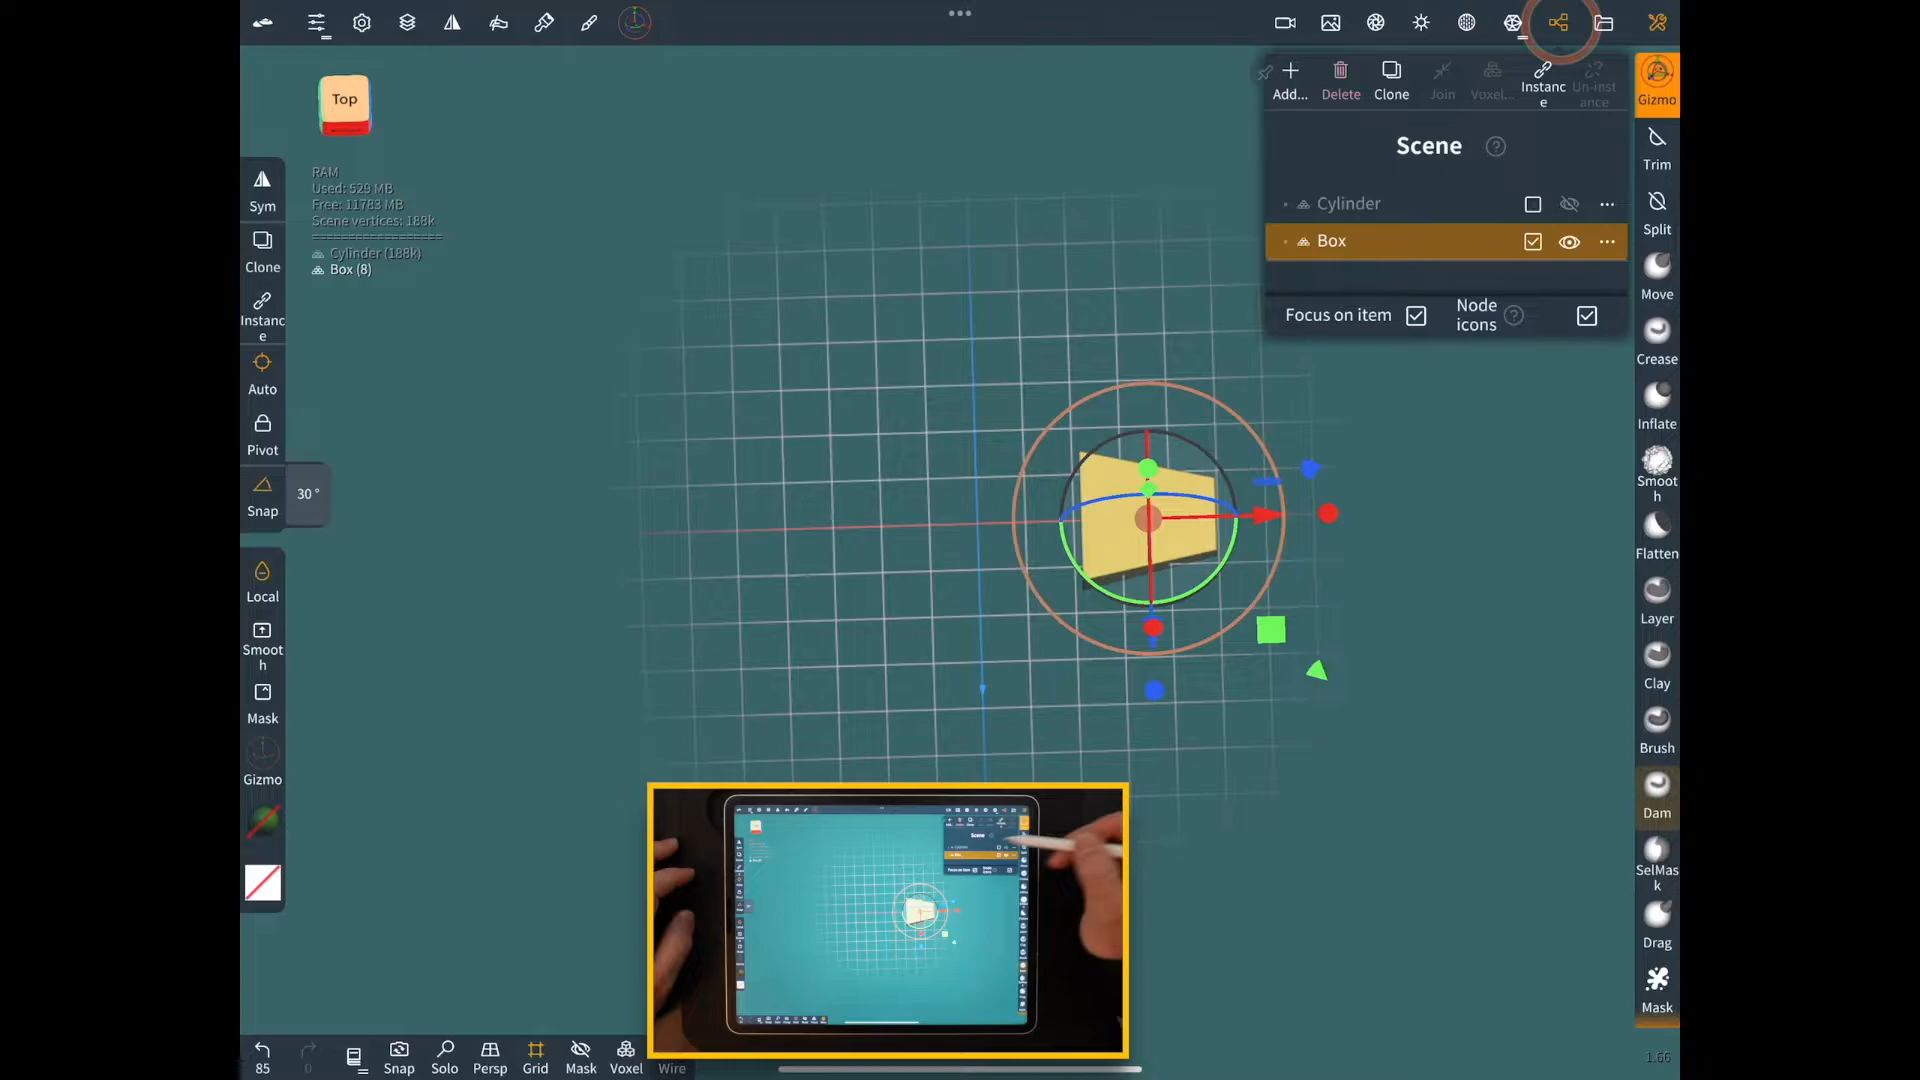 Top
RAM
Used: 529 MB
Free: 11783 MB
Scene vertices: 188k
==================
Cylinder (188k)
Box (8)
Sym
Clone
Instanc
e
Auto
Pivot
Snap
30°
Local
Smoot
h
Mask
Gizmo
Add...
Delete
Clone
Join
Voxel...
Instanc
e
Un-inst
ance
Scene
Cylinder
Box
Focus on item
Node
icons
Gizmo
Trim
Split
Move
Crease
Inflate
Smoot
h
Flatten
Layer
Clay
Brush
Dam
SelMas
k
Drag
Mask
85
0
Snap
Solo
Persp
Grid
Mask
Voxel
Wire
1.66